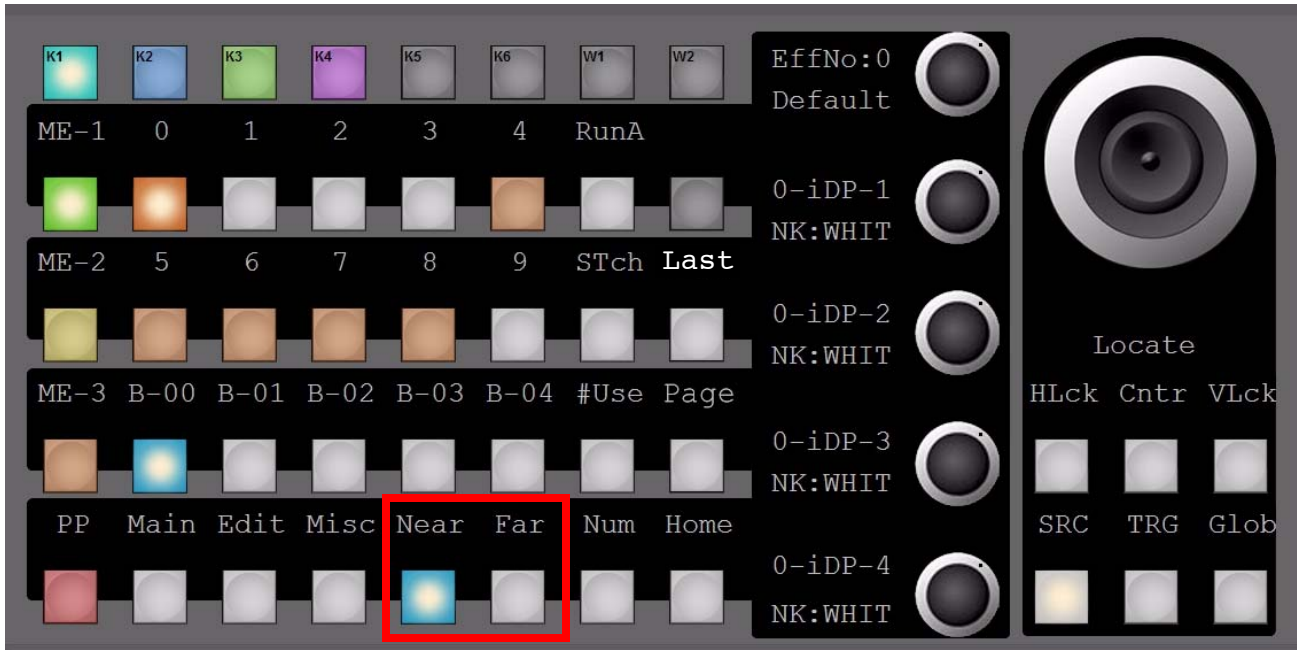 K1 K2 K3 K4 K5 K6 W1 W2
EffNo:0
Default
ME-1 0 1 2 3 4 RunA
0-iDP-1
NK:WHIT
ME-2 5 6 7 8 9 STch Last
0-iDP-2
NK:WHIT
Locate
ME-3 B-00 B-01 B-02 B-03 B-04 #Use Page
HLck Cntr VLck
0-iDP-3
NK:WHIT
PP Main Edit Misc Near Far Num Home
SRC TRG Glob
0-iDP-4
NK:WHIT